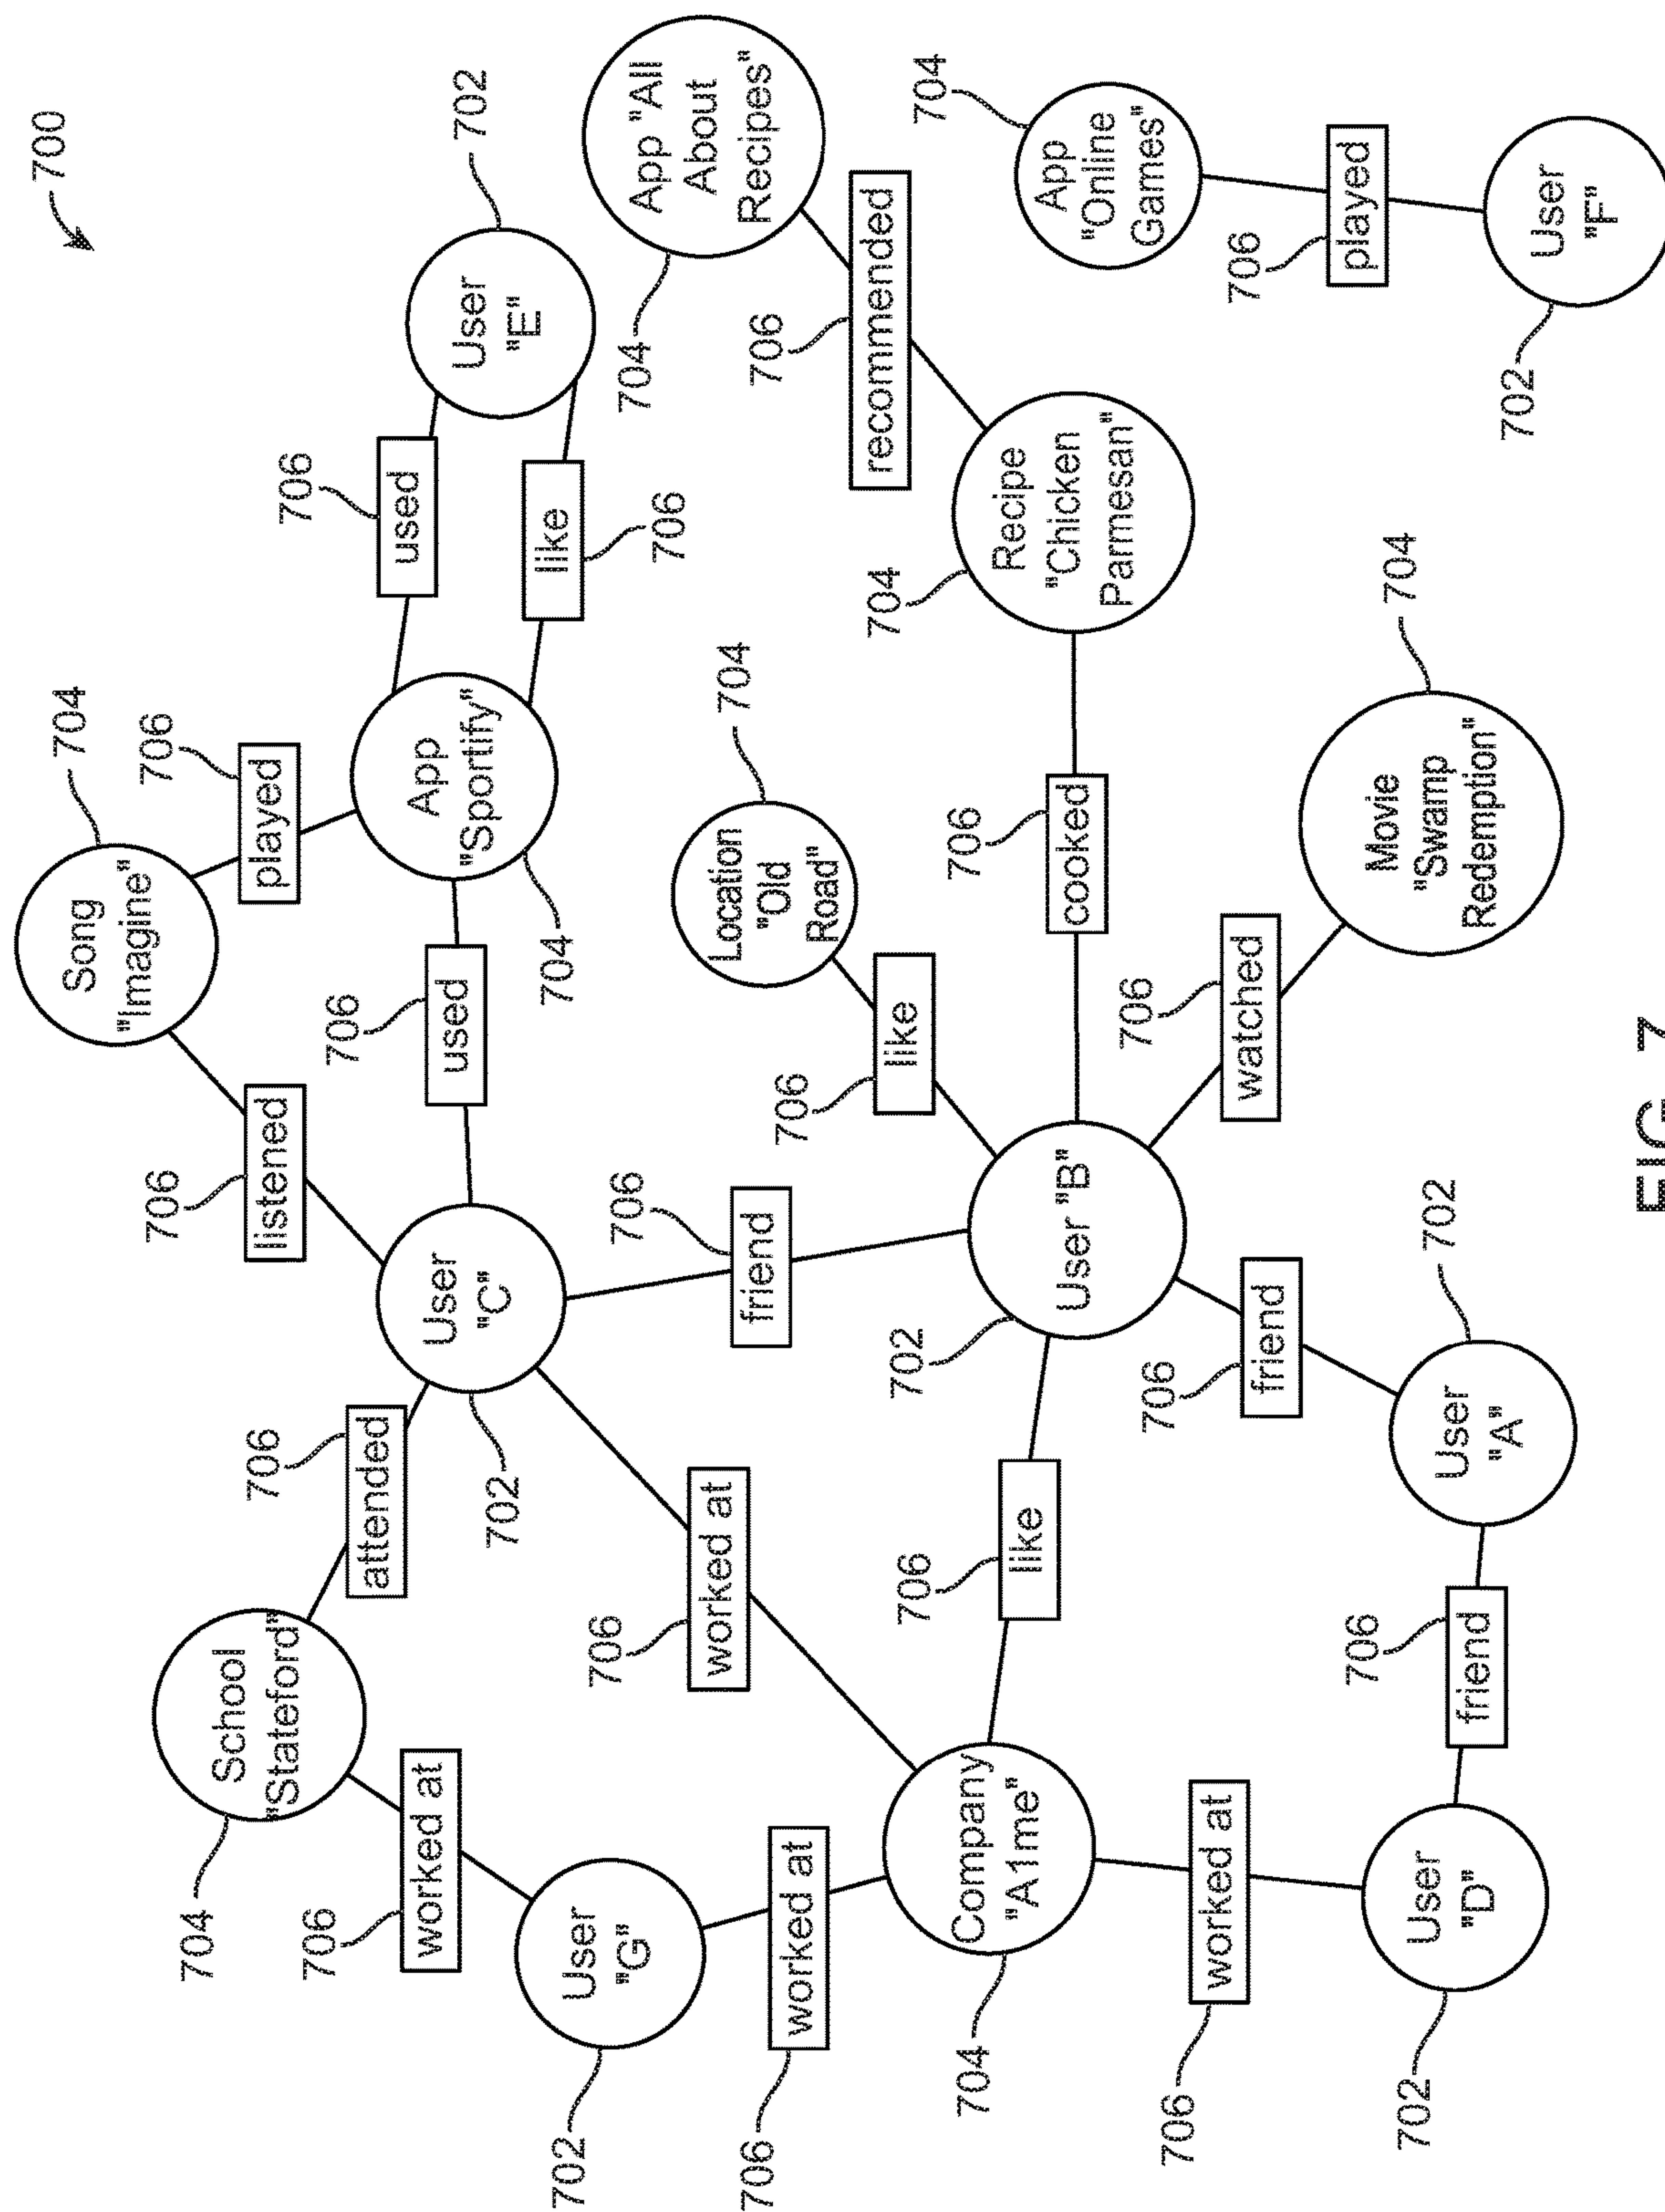 700
Song
"Imagine"
704
706
played
706
listened
School
"Stateford"
704
706
attended
706
worked at
706
used
706
used
User
"E"
702
App
"Sportify"
704
like
706
User
"C"
702
User
"G"
702
706
worked at
706
worked at
706
friend
Location
"Old
Road"
704
App "All
About
Recipes"
704
706
recommended
706
like
Company
"A1me"
704
706
like
User "B"
702
706
cooked
Recipe
"Chicken
Parmesan"
704
App
"Online
Games"
704
706
worked at
706
friend
706
watched
Movie
"Swamp
Redemption"
704
706
played
User
"D"
702
706
friend
User
"A"
702
User
"F"
702
FIG. 7